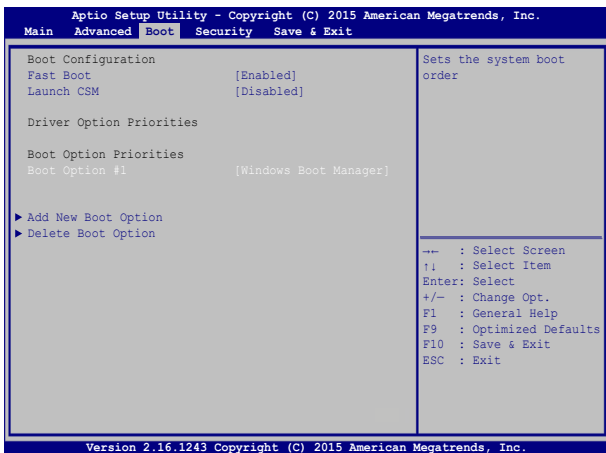 Aptio Setup Utility - Copyright (C) 2015 American Megatrends, Inc.
Main Advanced Boot Security Save & Exit
Boot Configuration
Fast Boot [Enabled]
Launch CSM [Disabled]
Driver Option Priorities
Boot Option Priorities
Boot Option #1 [Windows Boot Manager]
▶ Add New Boot Option
▶ Delete Boot Option
Sets the system boot
order
→← : Select Screen
↑↓ : Select Item
Enter: Select
+/— : Change Opt.
F1 : General Help
F9 : Optimized Defaults
F10 : Save & Exit
ESC : Exit
Version 2.16.1243 Copyright (C) 2015 American Megatrends, Inc.